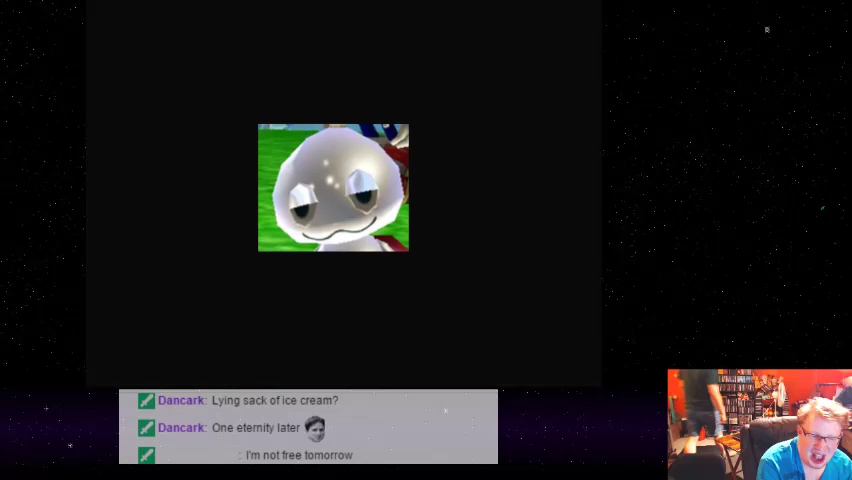 Dancark: Lying sack of ice cream?
Dancark: One eternity later
: I'm not free tomorrow